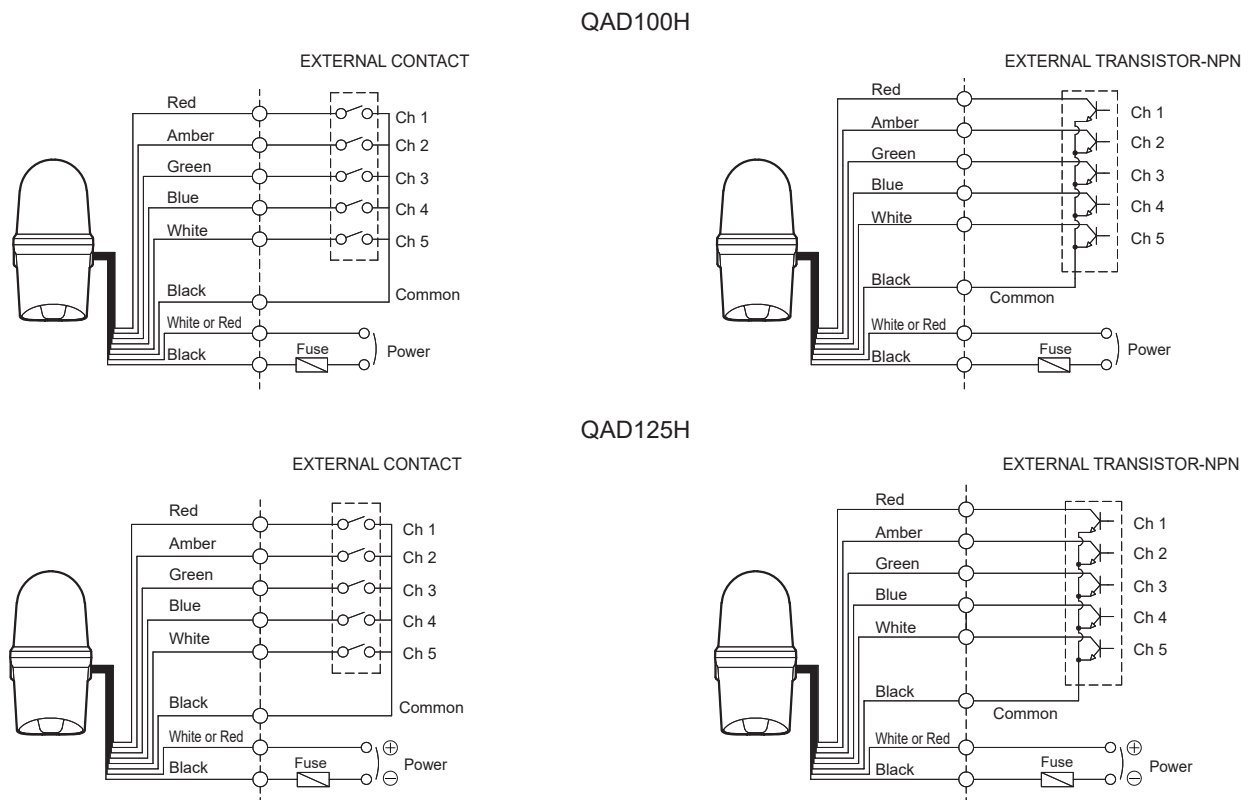 QAD100H
EXTERNAL CONTACT
Red
Ch 1
Amber
Ch 2
Green
Ch 3
Blue
Ch 4
White
Ch 5
Black
Common
White or Red
Black
Fuse
Power
EXTERNAL TRANSISTOR-NPN
Red
Ch 1
Amber
Ch 2
Green
Ch 3
Blue
Ch 4
White
Ch 5
Black
Common
White or Red
Black
Fuse
Power
QAD125H
EXTERNAL CONTACT
Red
Ch 1
Amber
Ch 2
Green
Ch 3
Blue
Ch 4
White
Ch 5
Black
Common
White or Red
⊕
Black
Fuse
⊖
Power
EXTERNAL TRANSISTOR-NPN
Red
Ch 1
Amber
Ch 2
Green
Ch 3
Blue
Ch 4
White
Ch 5
Black
Common
White or Red
⊕
Black
Fuse
⊖
Power